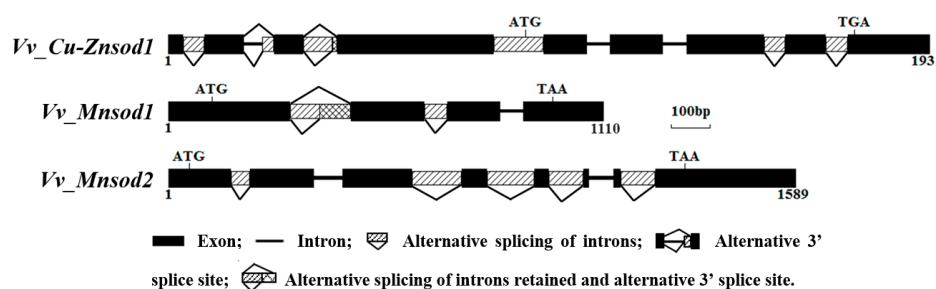 ATG TGA
Vv_Cu-Znsod1
1 193
ATG TAA
Vv_Mnsod1
1 1110
100bp
ATG TAA
Vv_Mnsod2
1 1589
Exon; Intron; Alternative splicing of introns; Alternative 3’
splice site; Alternative splicing of introns retained and alternative 3’ splice site.